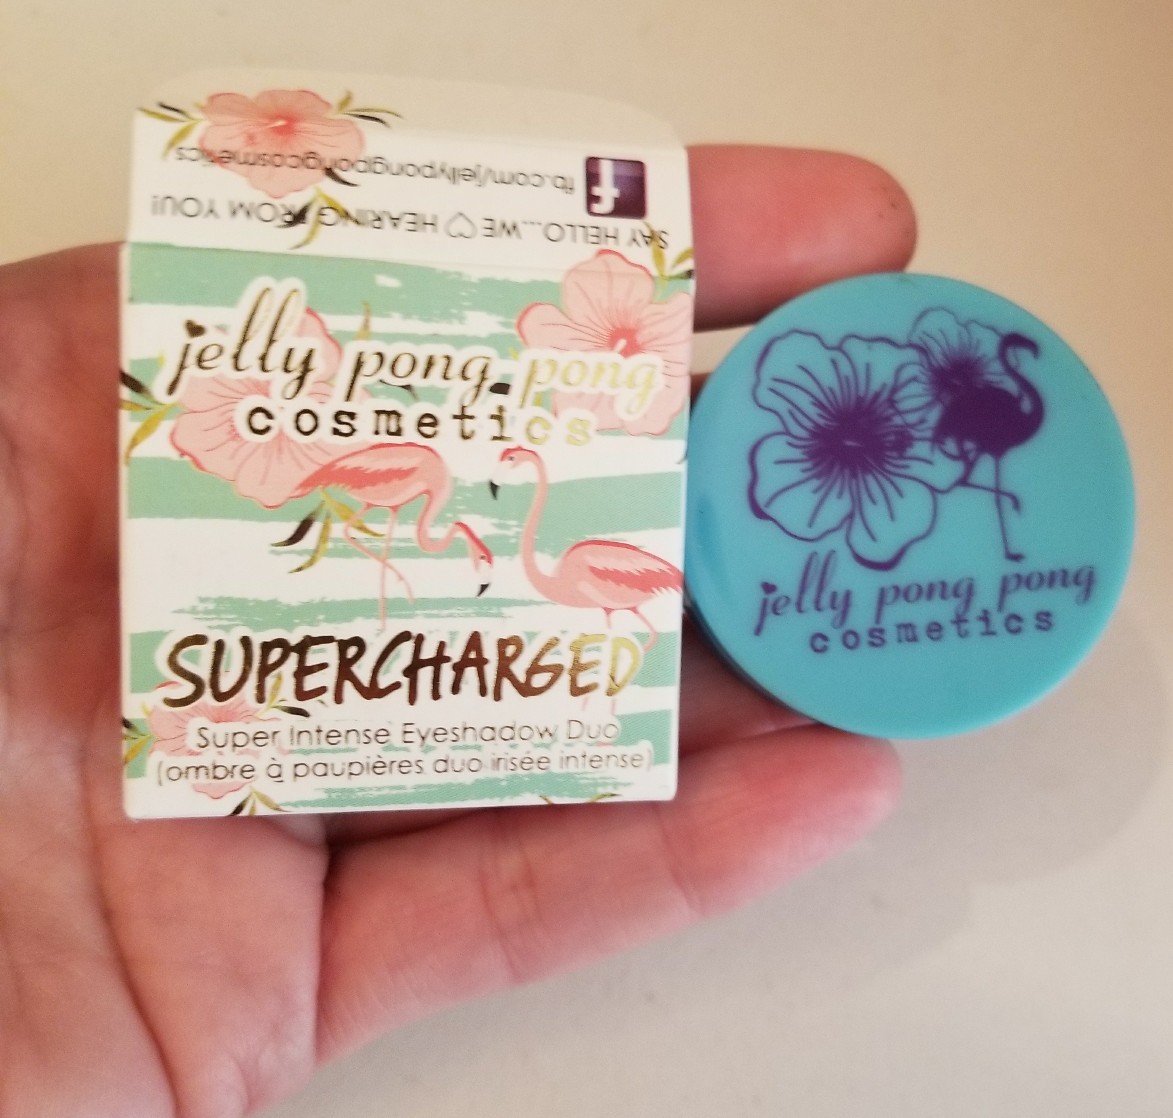 fb.com/jellypongpongcosmetics
SAY HELLO...WE ♡ HEARING FROM YOU!
jelly pong pong
cosmetics
SUPERCHARGED
Super Intense Eyeshadow Duo
(ombre à paupières duo irisée intense)
jelly pong pong
cosmetics